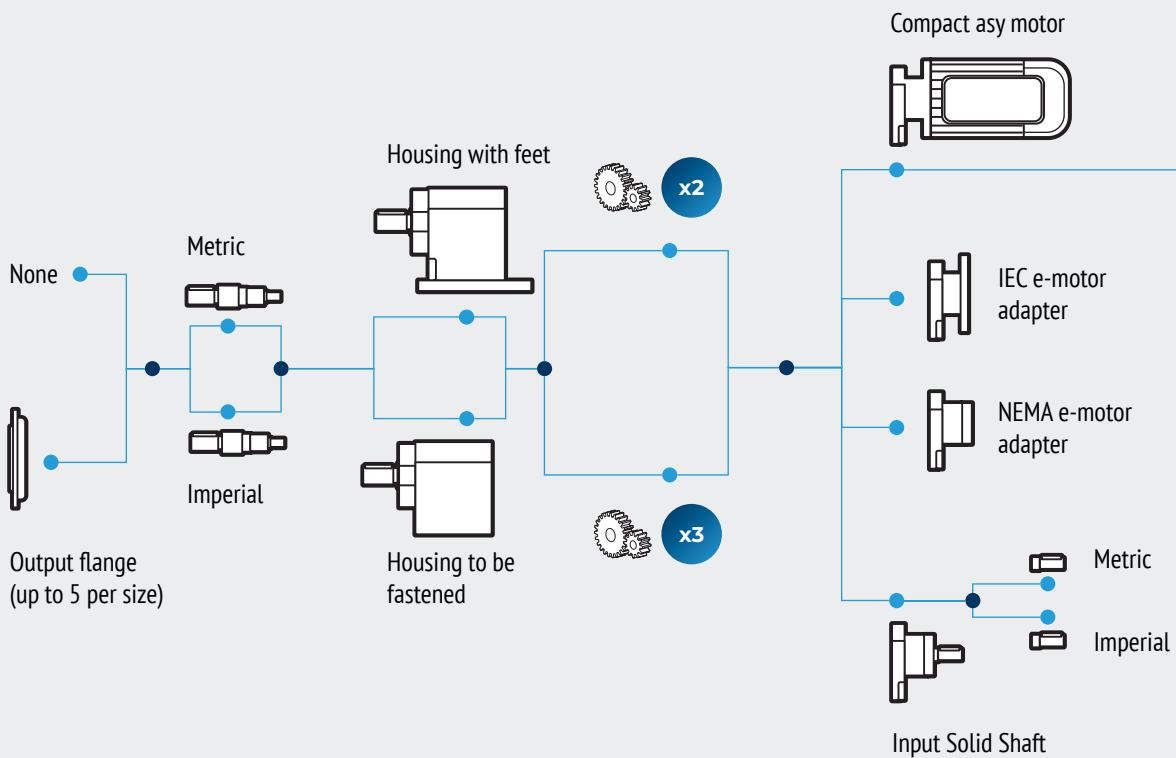 Compact asy motor
Housing with feet
x2
Metric
None
IEC e-motor
adapter
NEMA e-motor
adapter
Imperial
x3
Output flange
(up to 5 per size)
Housing to be
fastened
Metric
Imperial
Input Solid Shaft